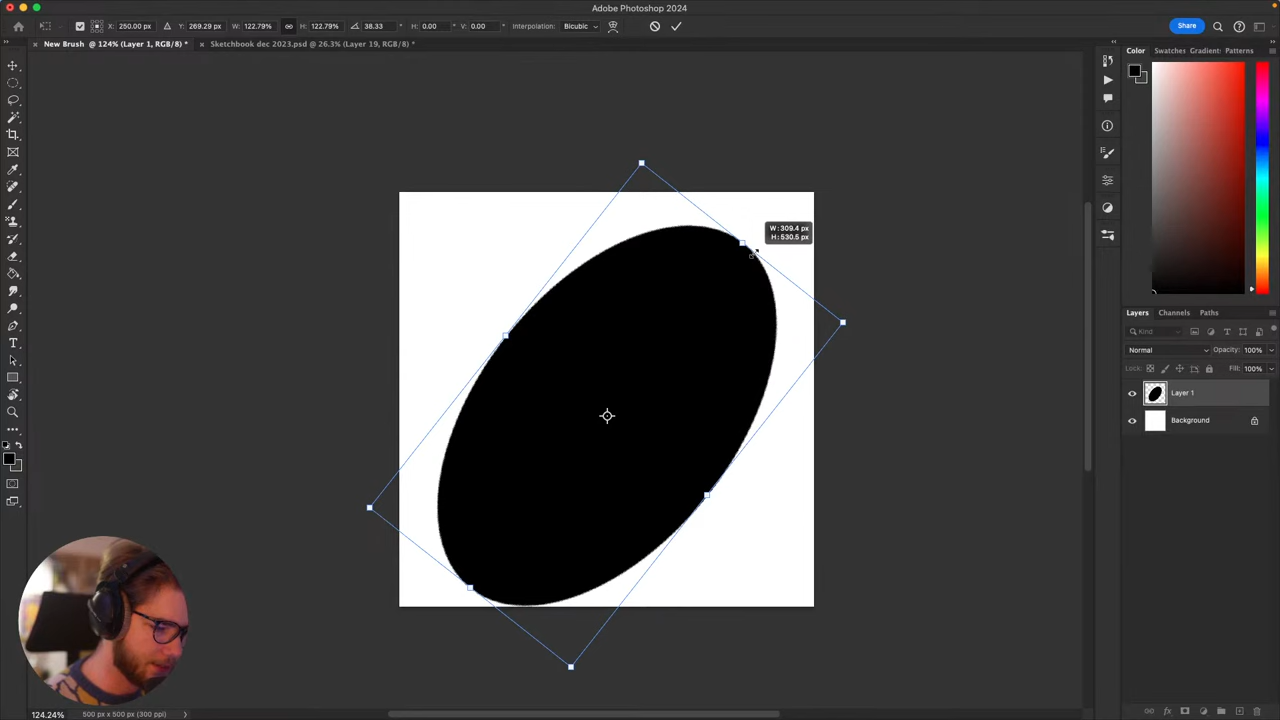 Adobe Photoshop 2024
X: 250.00 px Y: 269.29 px W: 122.79% H: 122.79% 38.33 H: 0.00 V: 0.00 Interpolation: Bicubic Share
× New Brush @ 124% (Layer 1, RGB/8) * × Sketchbook dec 2023.psd @ 26.3% (Layer 19, RGB/8) *
Color Swatches Gradient Patterns
W: 309.4 px
H: 530.5 px
Layers Channels Paths
Kind
Normal Opacity: 100%
Lock: Fill: 100%
Layer 1
Background
124.24% 500 px x 500 px (300 ppi)